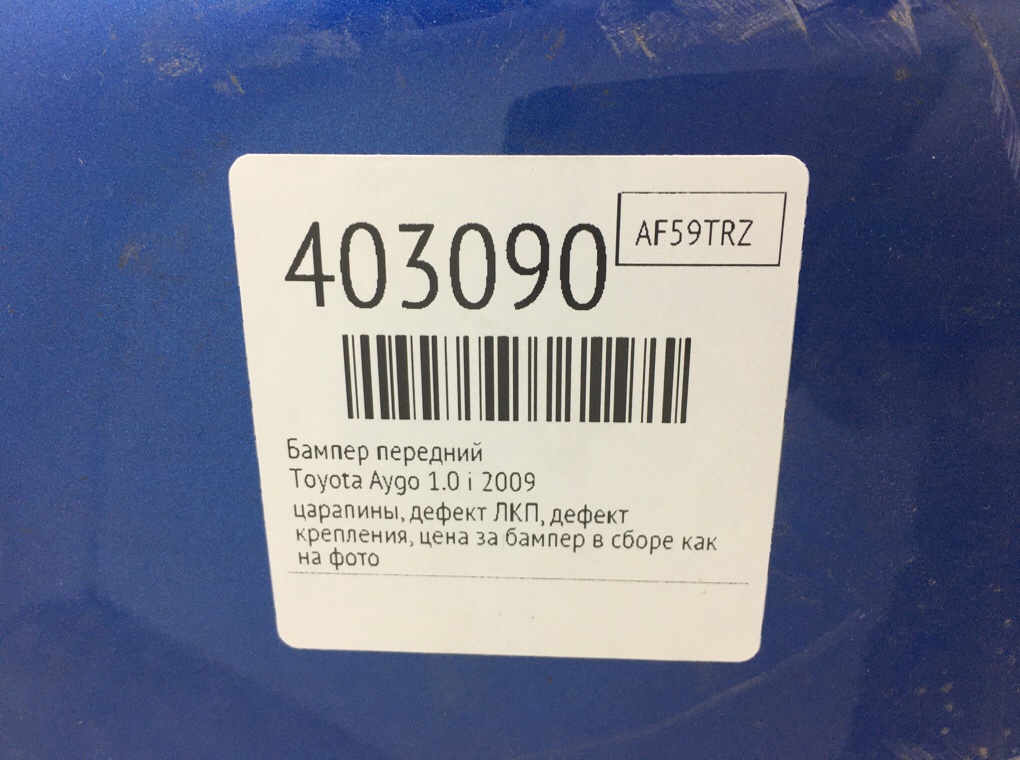 403090
AF59TRZ
Бампер передний
Toyota Aygo 1.0 i 2009
царапины, дефект ЛКП, дефект
крепления, цена за бампер в сборе как
на фото